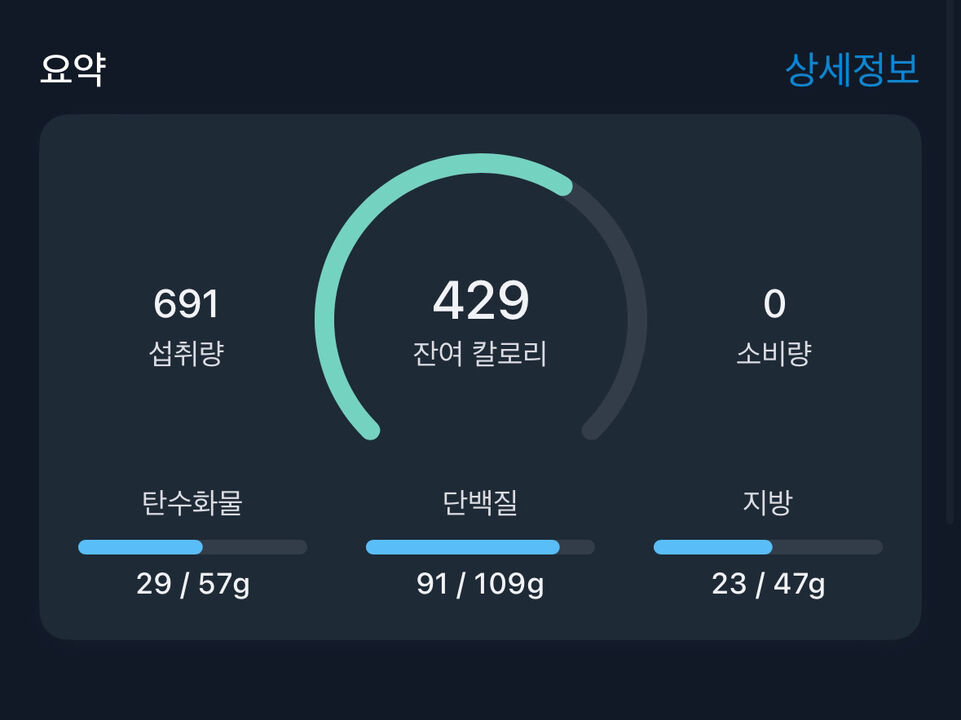 요약
상세정보
691
섭취량
429
잔여 칼로리
0
소비량
탄수화물
29 / 57g
단백질
91 / 109g
지방
23 / 47g